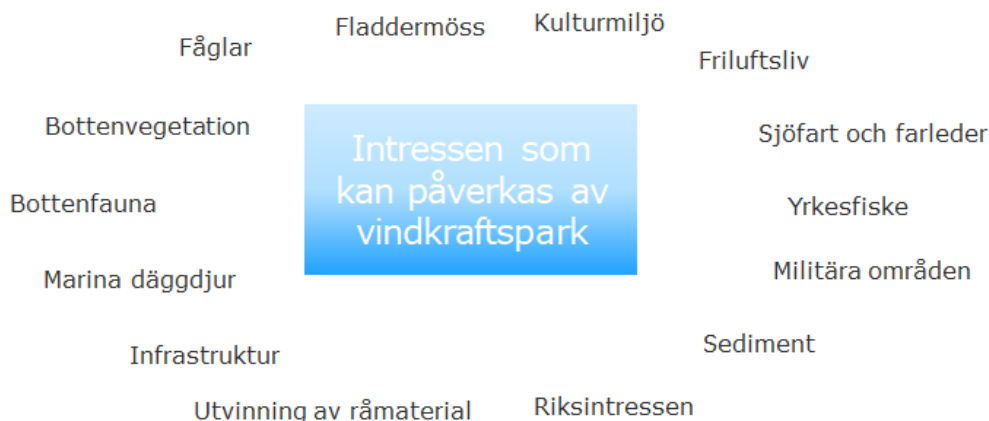 Fladdermöss
Kulturmiljö
Fåglar
Friluftsliv
Bottenvegetation
Sjöfart och farleder
Intressen som
kan påverkas av
vindkraftspark
Bottenfauna
Yrkesfiske
Marina däggdjur
Militära områden
Infrastruktur
Sediment
Utvinning av råmaterial
Riksintressen